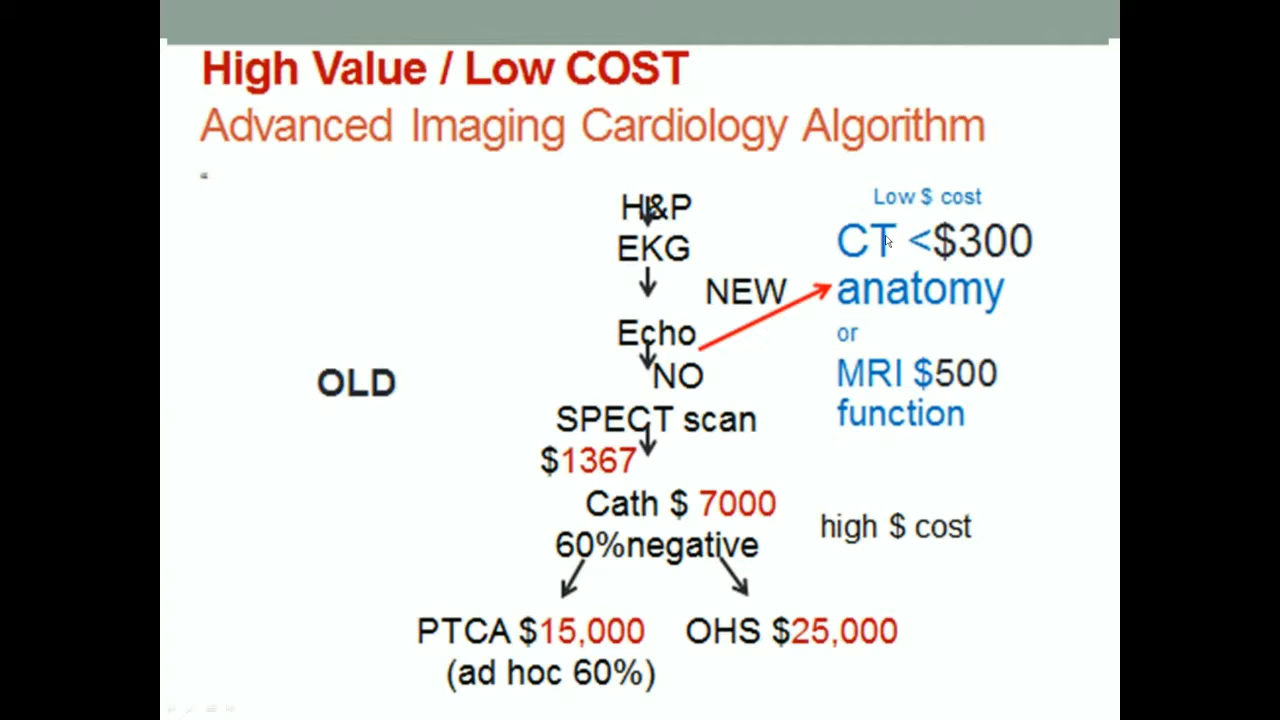 High Value / Low COST
Advanced Imaging Cardiology Algorithm
H&P
EKG
Echo
NO
SPECT scan
$1367
Cath $ 7000
60%negative
PTCA $15,000
(ad hoc 60%)
OHS $25,000
OLD
NEW
Low $ cost
CT <$300
anatomy
or
MRI $500
function
high $ cost